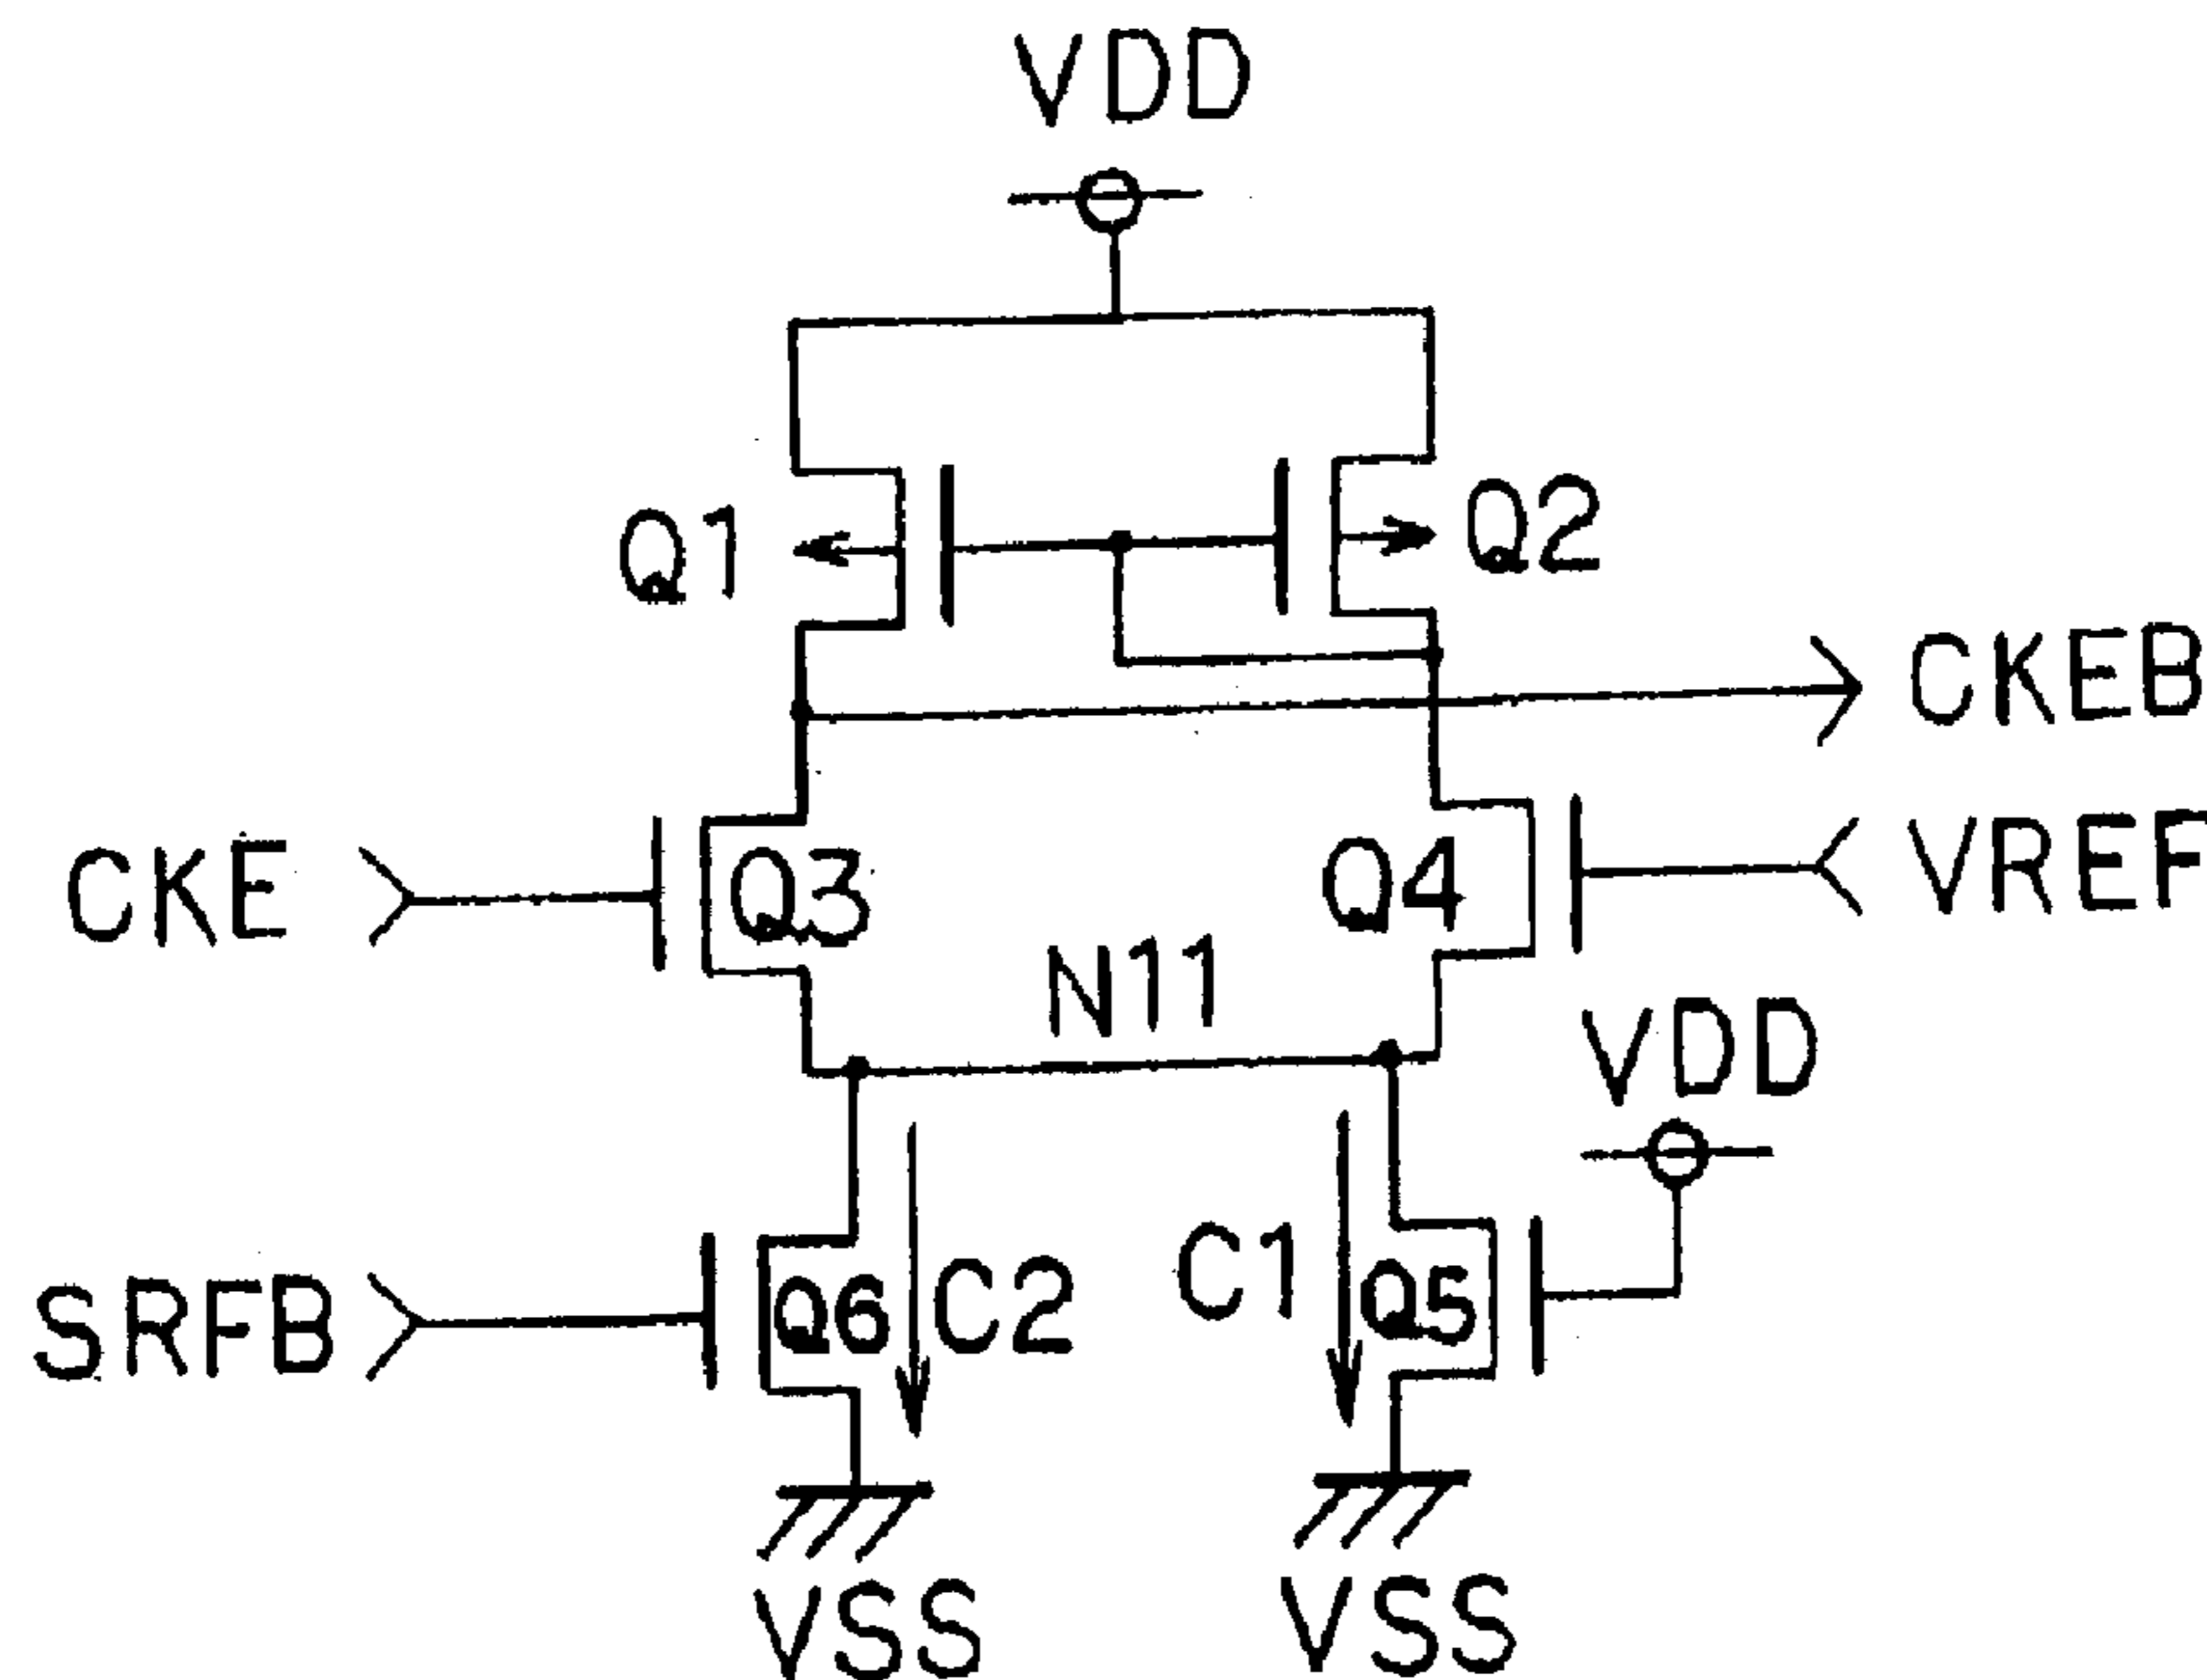 VDD
Q1
Q2
CKEB
CKE
Q3
Q4
VREF
N11
VDD
SRFB
Q6
C2
C1
Q5
VSS
VSS